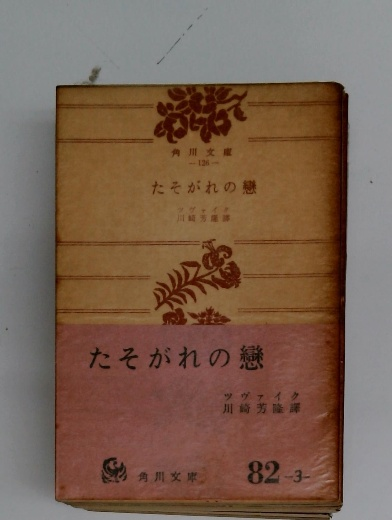 角川文庫
—126—
たそがれの戀
ツヴァイク
川崎芳隆譯
たそがれの戀
ツヴァイク
川崎芳隆譯
角川文庫
82-3-